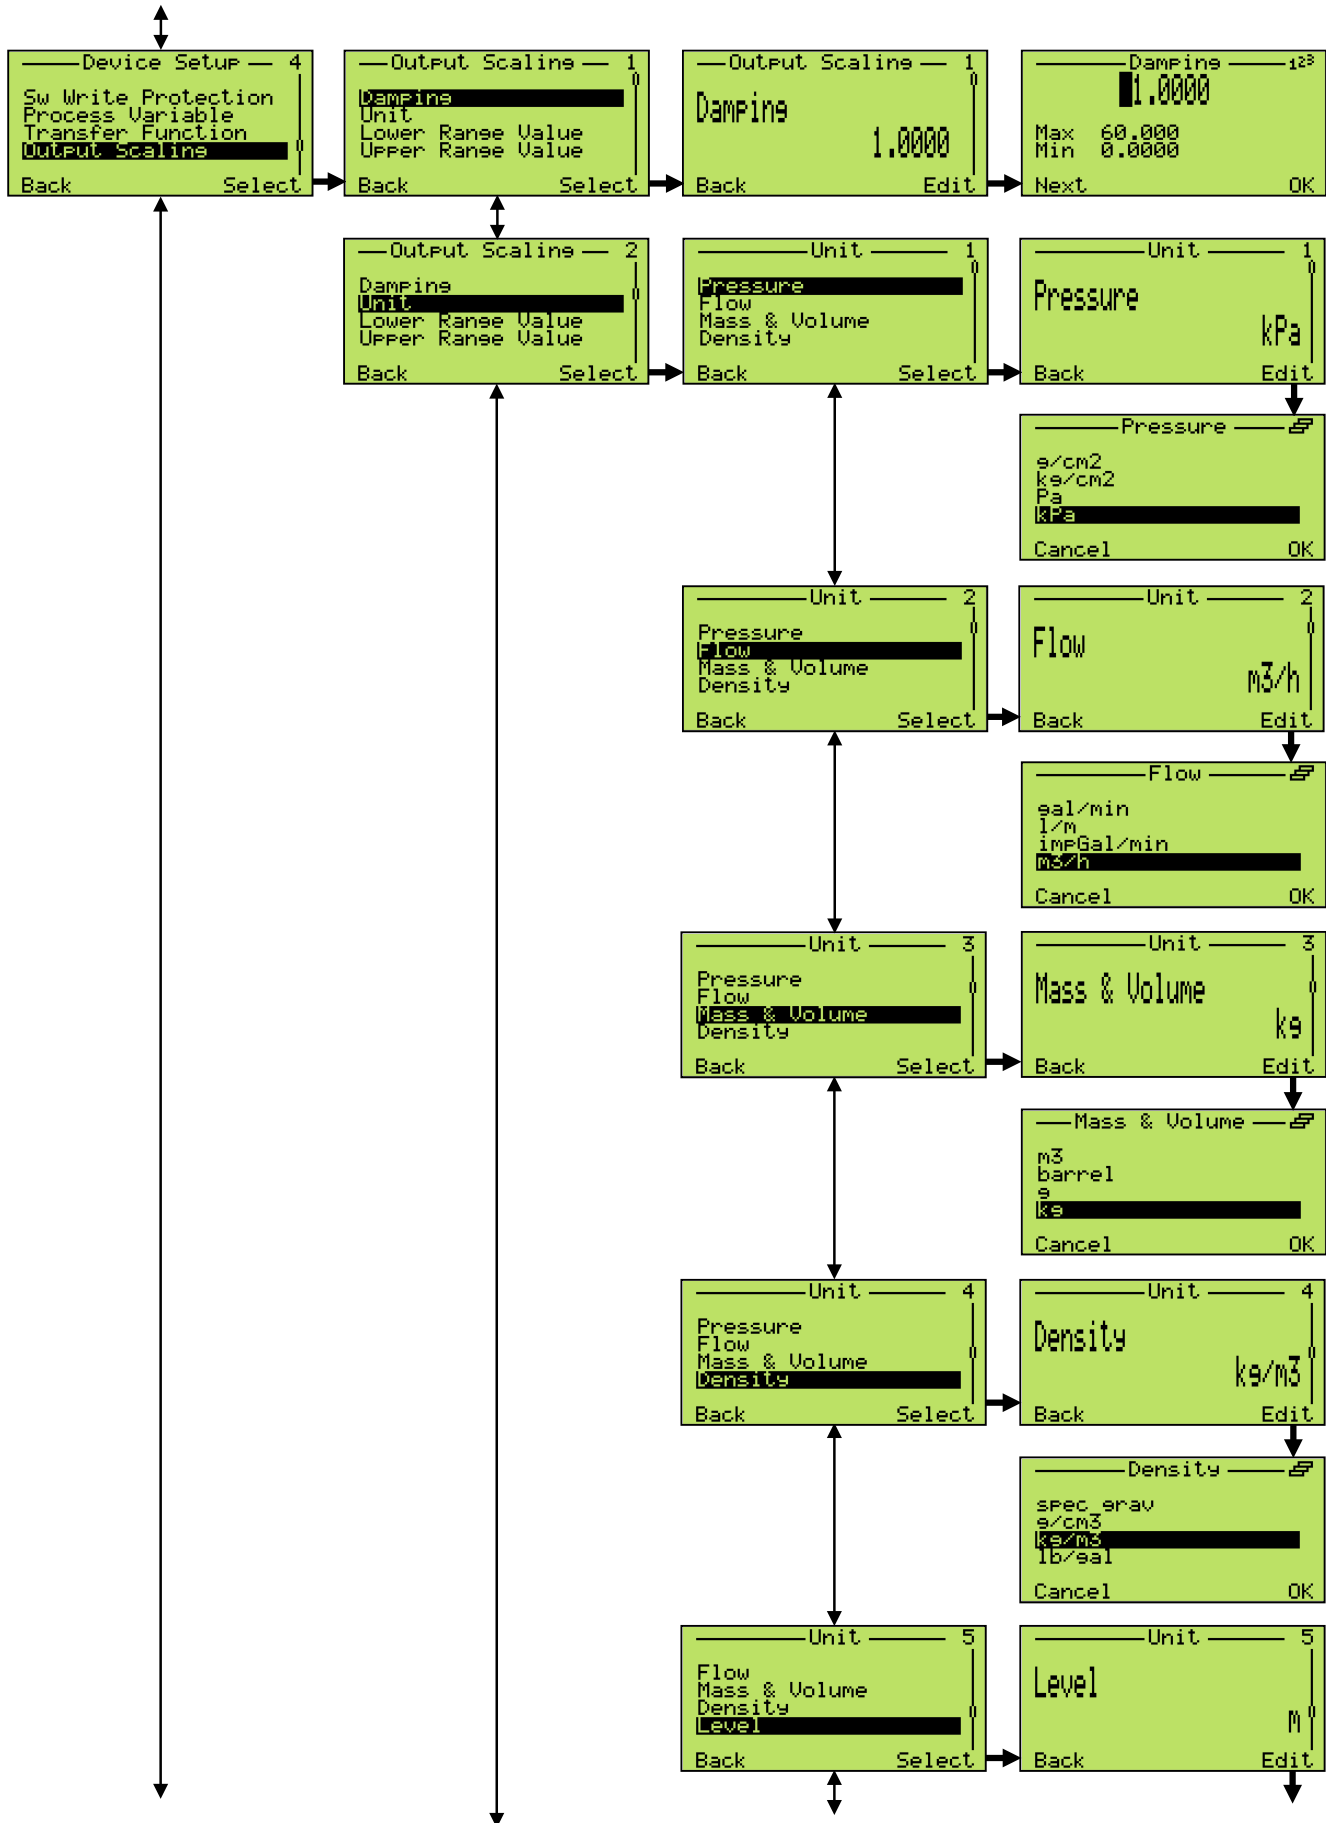 Device Setup 4
Sw Write Protection
Process Variable
Transfer Function
Output Scaling
Back Select
Output Scaling 1
Damping
Unit
Lower Range Value
Upper Range Value
Back Select
Output Scaling 1
Damping
1.0000
Back Edit
Damping 123
1.0000
Max 60.000
Min 0.0000
Next OK
Output Scaling 2
Damping
Unit
Lower Range Value
Upper Range Value
Back Select
Unit 1
Pressure
Flow
Mass & Volume
Density
Back Select
Unit 1
Pressure
kPa
Back Edit
Pressure
g/cm2
kg/cm2
Pa
kPa
Cancel OK
Unit 2
Pressure
Flow
Mass & Volume
Density
Back Select
Unit 2
Flow
m3/h
Back Edit
Flow
gal/min
l/m
impGal/min
m3/h
Cancel OK
Unit 3
Pressure
Flow
Mass & Volume
Density
Back Select
Unit 3
Mass & Volume
kg
Back Edit
Mass & Volume
m3
barrel
g
kg
Cancel OK
Unit 4
Pressure
Flow
Mass & Volume
Density
Back Select
Unit 4
Density
kg/m3
Back Edit
Density
spec_grav
g/cm3
kg/m3
lb/gal
Cancel OK
Unit 5
Flow
Mass & Volume
Density
Level
Back Select
Unit 5
Level
m
Back Edit